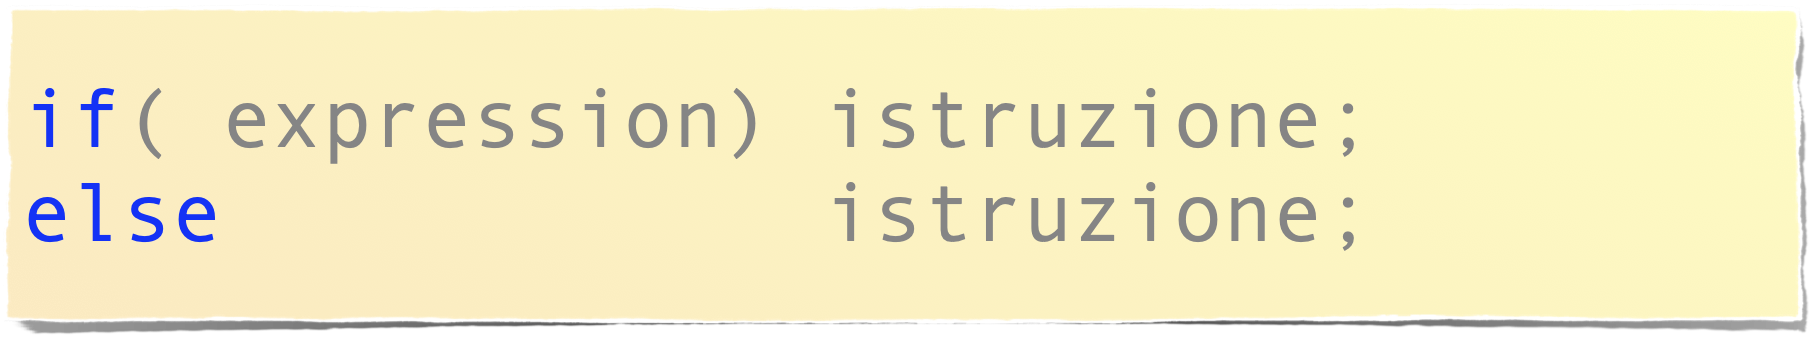 if( expression) istruzione;
else istruzione;